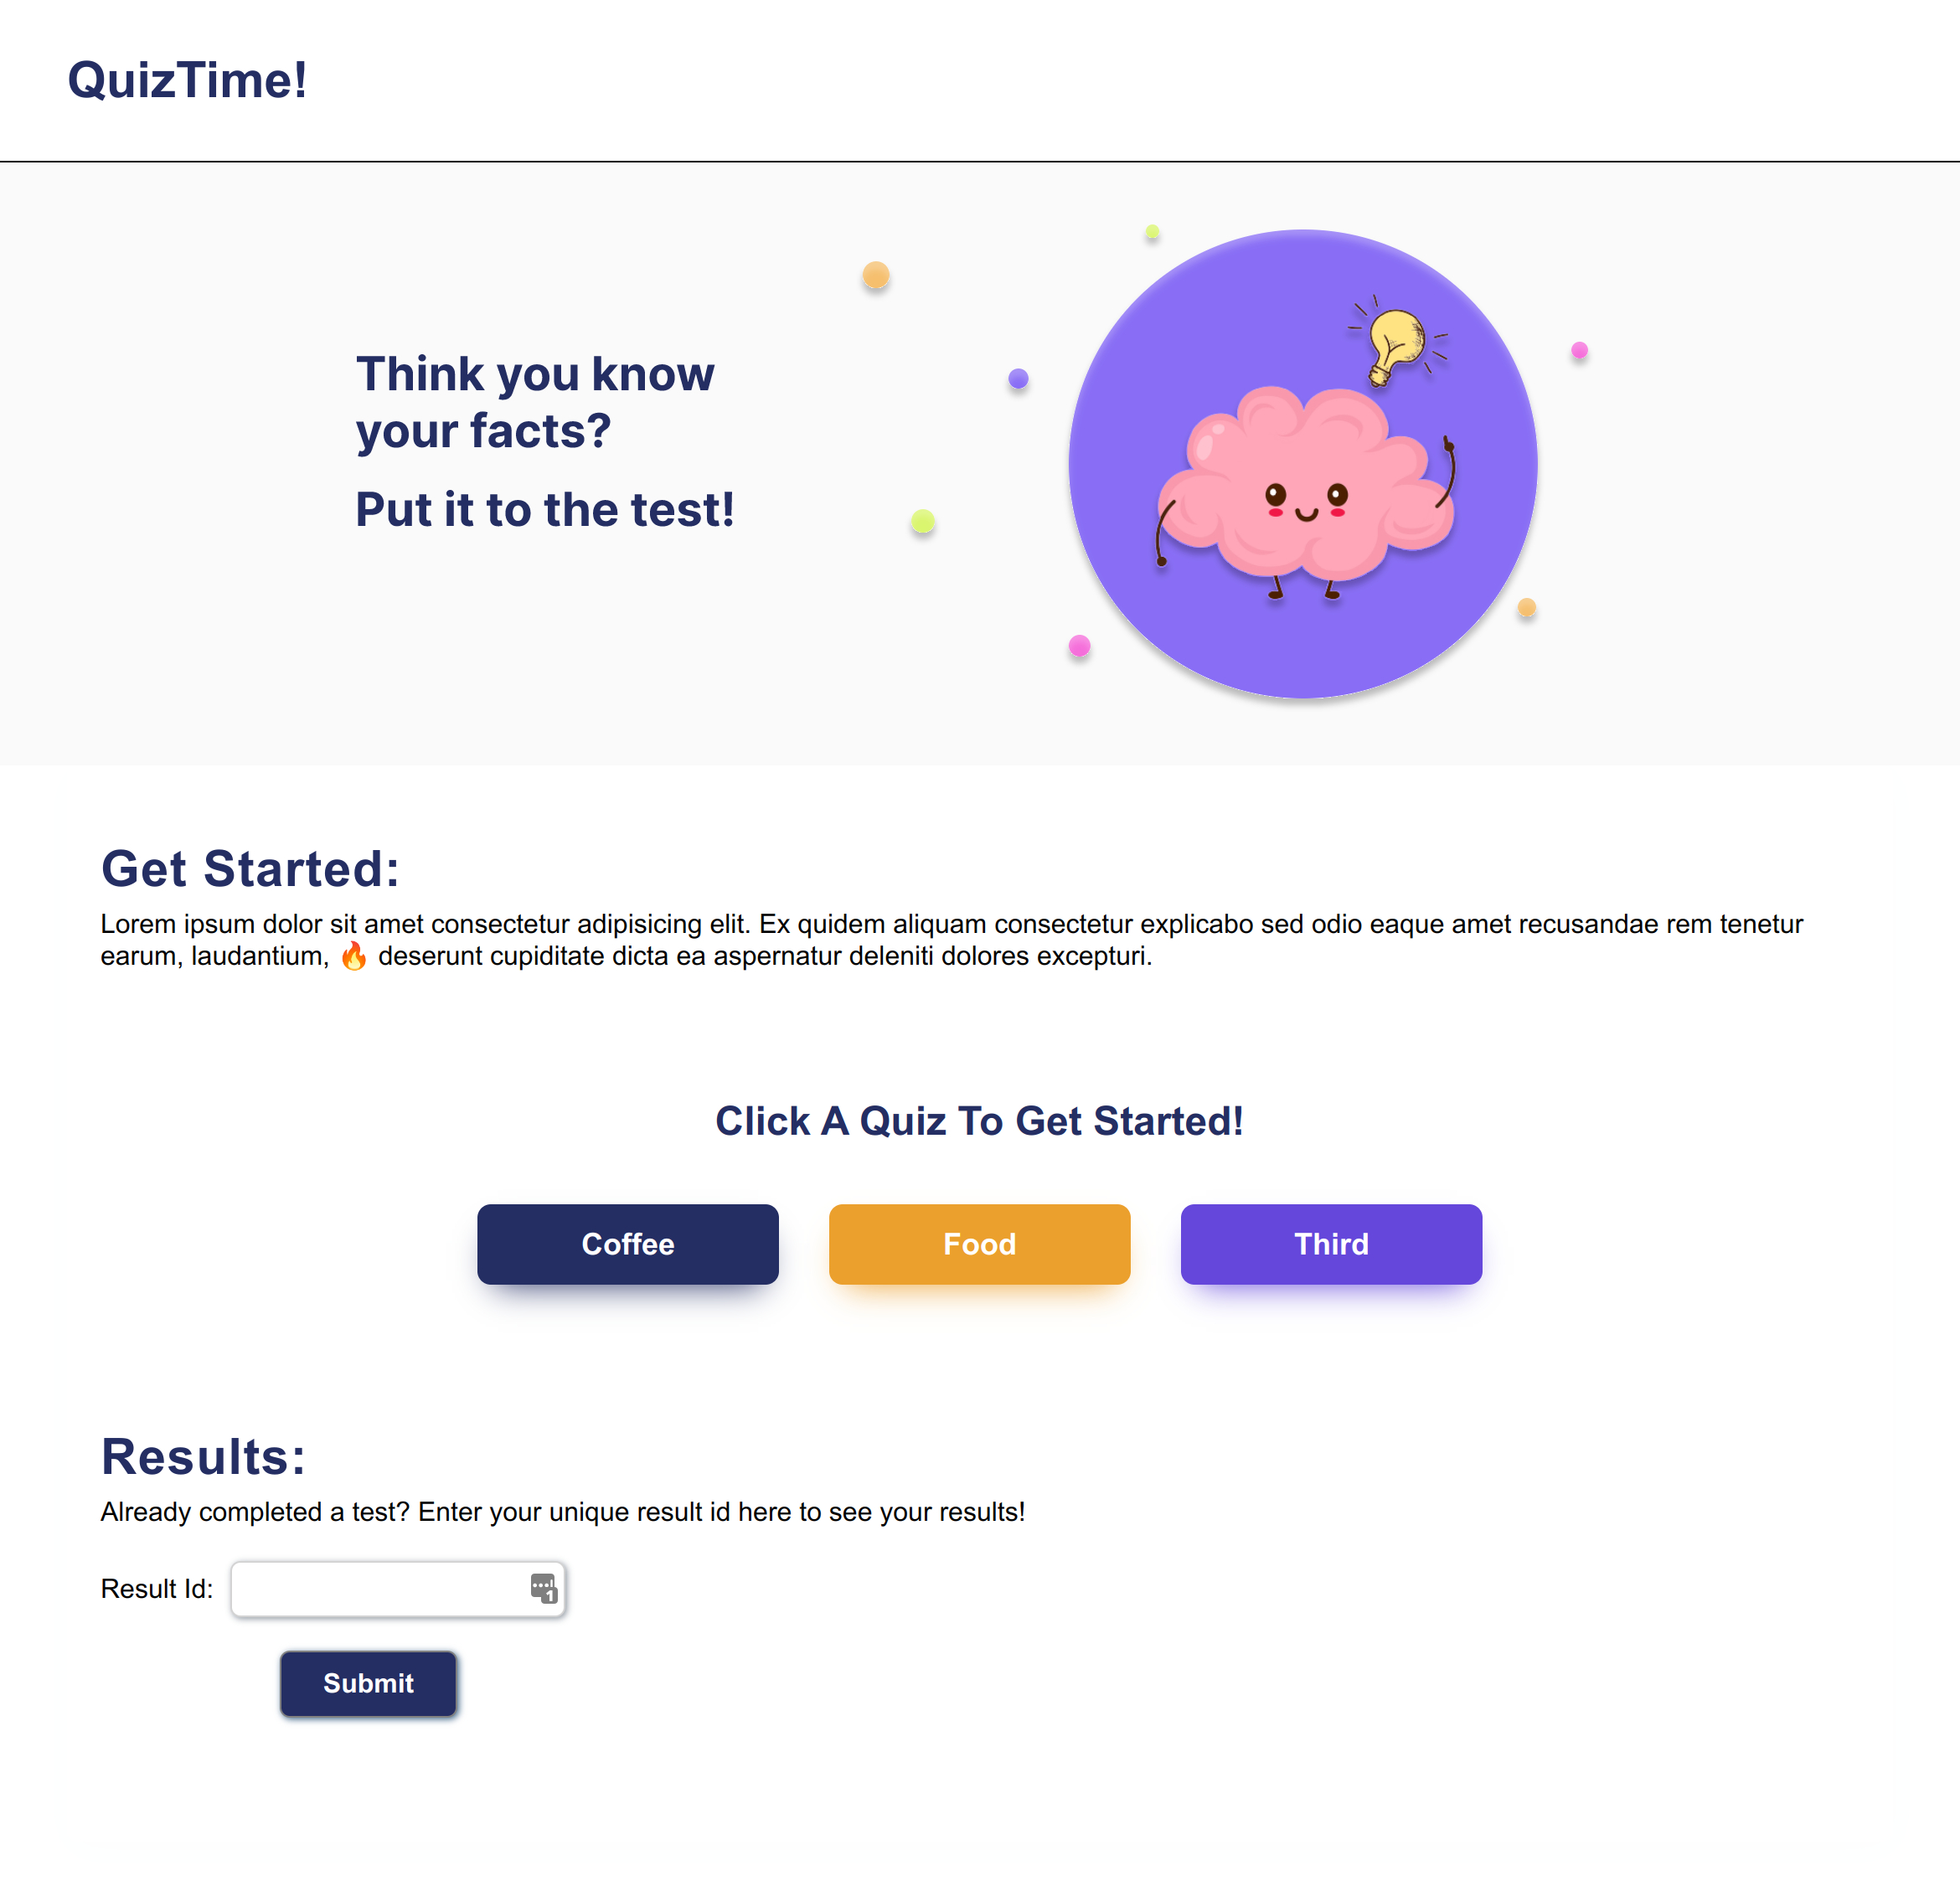 QuizTime!
Think you know
your facts?
Put it to the test!
Get Started:
Lorem ipsum dolor sit amet consectetur adipisicing elit. Ex quidem aliquam consectetur explicabo sed odio eaque amet recusandae rem tenetur
earum, laudantium, 🔥 deserunt cupiditate dicta ea aspernatur deleniti dolores excepturi.
Click A Quiz To Get Started!
Coffee
Food
Third
Results:
Already completed a test? Enter your unique result id here to see your results!
Result Id:
1
Submit